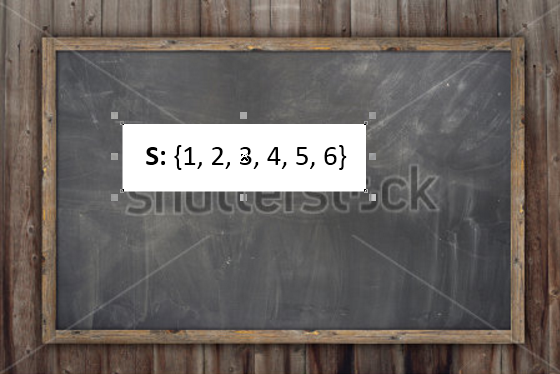 S: {1, 2, 3, 4, 5, 6}
shutterstock